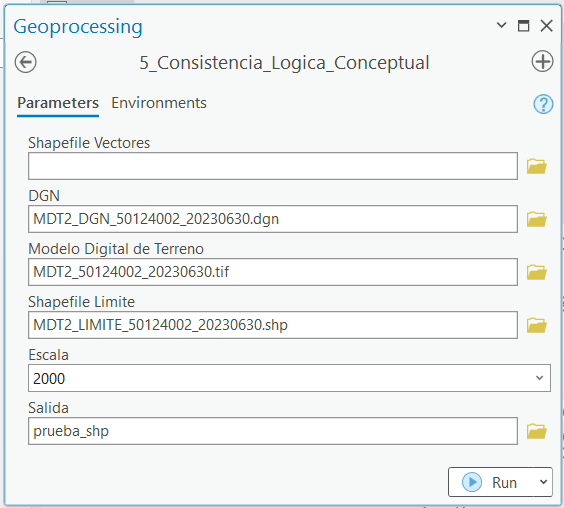 Geoprocessing
5_Consistencia_Logica_Conceptual
Parameters Environments
?
Shapefile Vectores
DGN
MDT2_DGN_50124002_20230630.dgn
Modelo Digital de Terreno
MDT2_50124002_20230630.tif
Shapefile Limite
MDT2_LIMITE_50124002_20230630.shp
Escala
2000
Salida
prueba_shp
Run